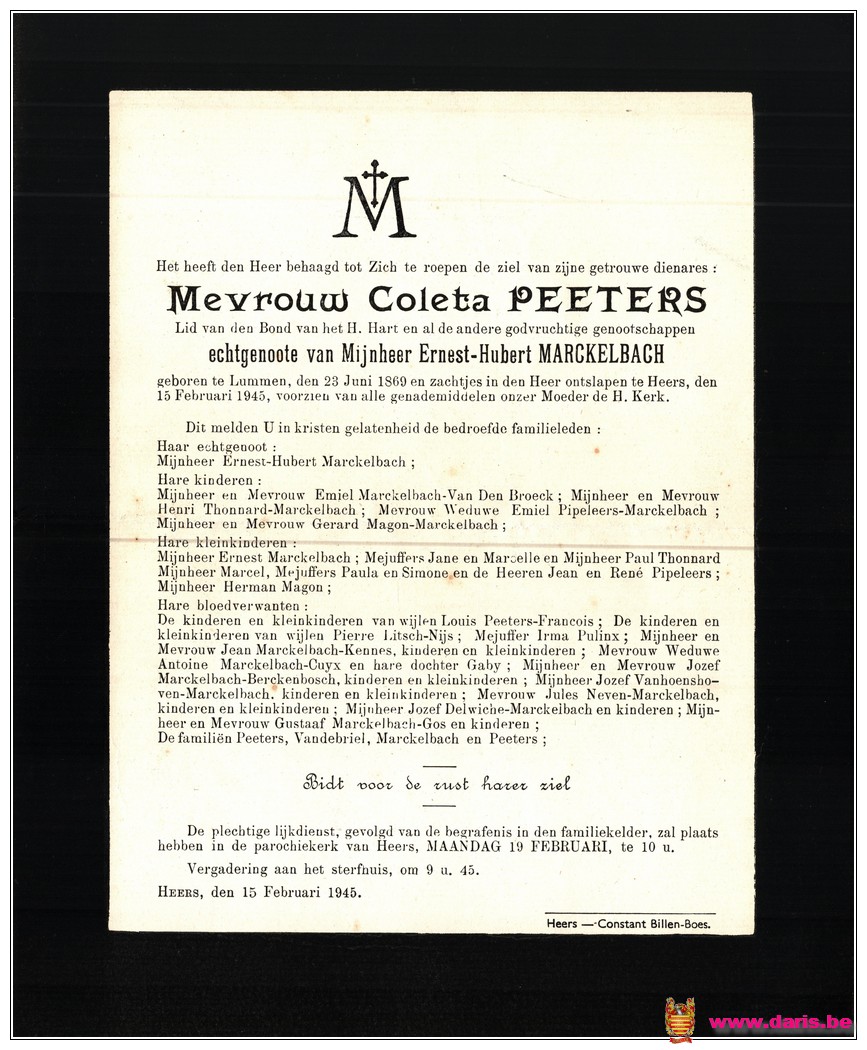 M
Het heeft den Heer behaagd tot Zich te roepen de ziel van zijne getrouwe dienares :
Mevrouw Coleta PEETERS
Lid van den Bond van het H. Hart en al de andere godvruchtige genootschappen
echtgenoote van Mijnheer Ernest-Hubert MARCKELBACH
geboren te Lummen, den 23 Juni 1869 en zachtjes in den Heer ontslapen te Heers, den
15 Februari 1945, voorzien van alle genademiddelen onzer Moeder de H. Kerk.
Dit melden U in kristen gelatenheid de bedroefde familieleden :
Haar echtgenoot :
Mijnheer Ernest-Hubert Marckelbach ;
Hare kinderen :
Mijnheer en Mevrouw Emiel Marckelbach-Van Den Broeck ; Mijnheer en Mevrouw
Henri Thonnard-Marckelbach ; Mevrouw Weduwe Emiel Pipeleers-Marckelbach ;
Mijnheer en Mevrouw Gerard Magon-Marckelbach ;
Hare kleinkinderen :
Mijnheer Ernest Marckelbach ; Mejuffers Jane en Marcelle en Mijnheer Paul Thonnard
Mijnheer Marcel, Mejuffers Paula en Simone en de Heeren Jean en René Pipeleers ;
Mijnheer Herman Magon ;
Hare bloedverwanten :
De kinderen en kleinkinderen van wijlen Louis Peeters-Francois ; De kinderen en
kleinkinderen van wijlen Pierre Litsch-Nijs ; Mejuffer Irma Pulinx ; Mijnheer en
Mevrouw Jean Marckelbach-Kennes, kinderen en kleinkinderen ; Mevrouw Weduwe
Antoine Marckelbach-Cuyx en hare dochter Gaby ; Mijnheer en Mevrouw Jozef
Marckelbach-Berckenbosch, kinderen en kleinkinderen ; Mijnheer Jozef Vanhoensho-
ven-Marckelbach, kinderen en kleinkinderen ; Mevrouw Jules Neven-Marckelbach,
kinderen en kleinkinderen ; Mijnheer Jozef Delwiche-Marckelbach en kinderen ; Mijn-
heer en Mevrouw Gustaaf Marckelbach-Gos en kinderen ;
De familiën Peeters, Vandebriel, Marckelbach en Peeters ;
Bidt voor de rust harer ziel
De plechtige lijkdienst, gevolgd van de begrafenis in den familiekelder, zal plaats
hebben in de parochiekerk van Heers, MAANDAG 19 FEBRUARI, te 10 u.
Vergadering aan het sterfhuis, om 9 u. 45.
HEERS, den 15 Februari 1945.
Heers — Constant Billen-Boes.
www.daris.be